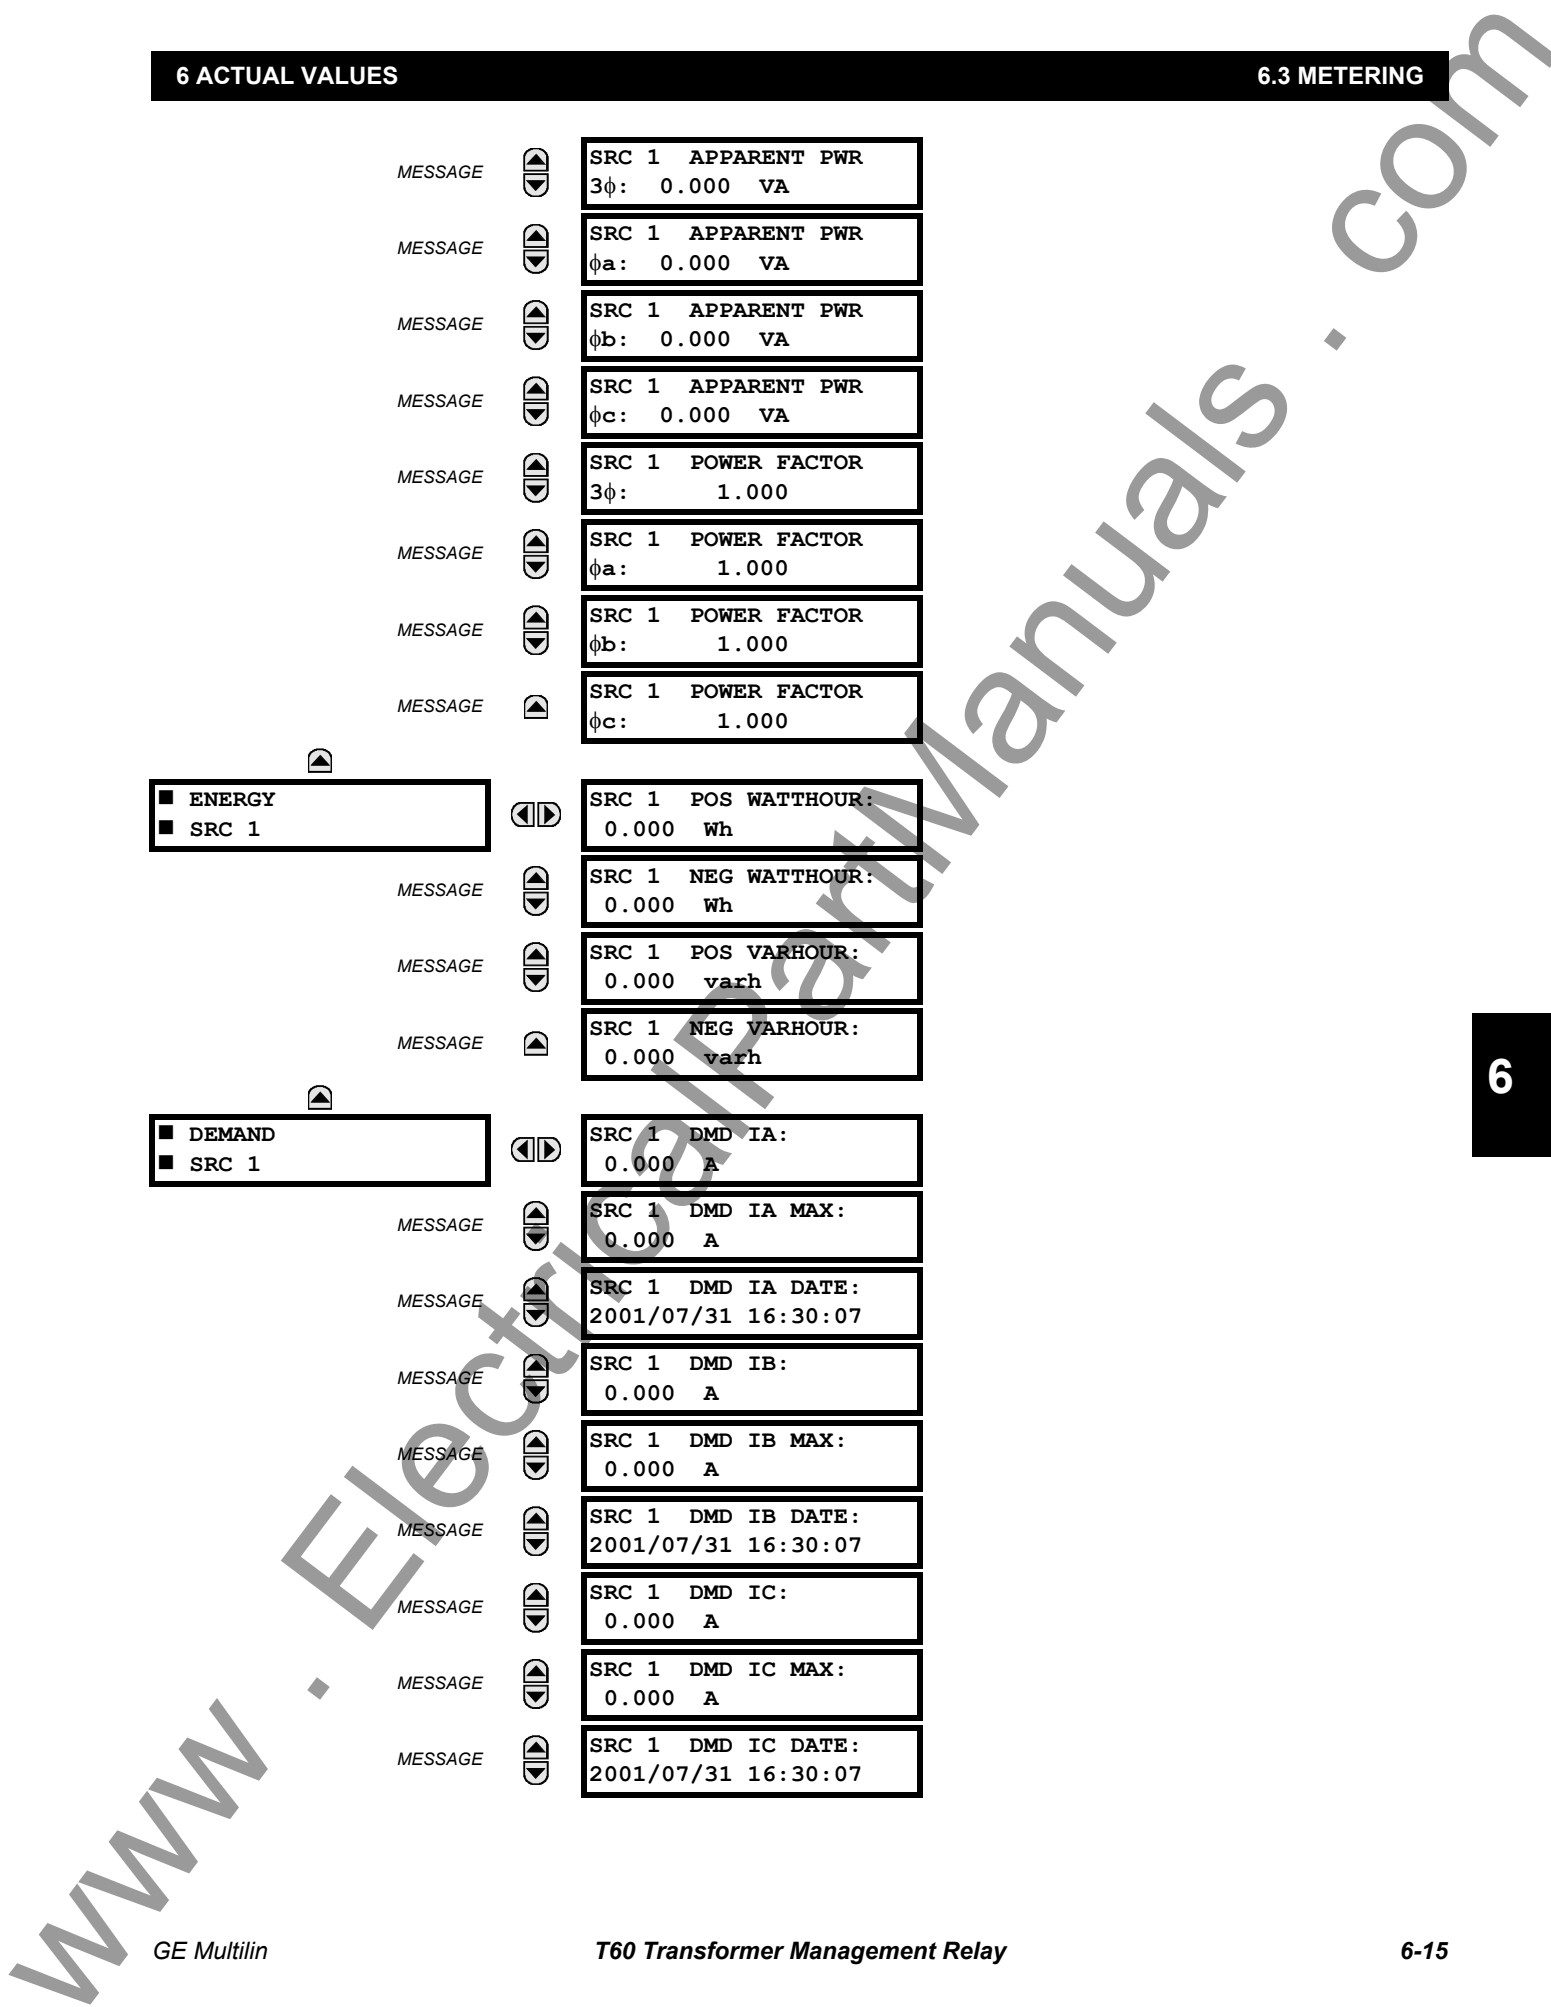 6 ACTUAL VALUES 6.3 METERING
MESSAGE SRC 1 APPARENT PWR
3ϕ: 0.000 VA
MESSAGE SRC 1 APPARENT PWR
ϕa: 0.000 VA
MESSAGE SRC 1 APPARENT PWR
ϕb: 0.000 VA
MESSAGE SRC 1 APPARENT PWR
ϕc: 0.000 VA
MESSAGE SRC 1 POWER FACTOR
3ϕ: 1.000
MESSAGE SRC 1 POWER FACTOR
ϕa: 1.000
MESSAGE SRC 1 POWER FACTOR
ϕb: 1.000
MESSAGE SRC 1 POWER FACTOR
ϕc: 1.000
■ ENERGY
■ SRC 1
SRC 1 POS WATTHOUR:
0.000 Wh
MESSAGE SRC 1 NEG WATTHOUR:
0.000 Wh
MESSAGE SRC 1 POS VARHOUR:
0.000 varh
MESSAGE SRC 1 NEG VARHOUR:
0.000 varh
■ DEMAND
■ SRC 1
SRC 1 DMD IA:
0.000 A
MESSAGE SRC 1 DMD IA MAX:
0.000 A
MESSAGE SRC 1 DMD IA DATE:
2001/07/31 16:30:07
MESSAGE SRC 1 DMD IB:
0.000 A
MESSAGE SRC 1 DMD IB MAX:
0.000 A
MESSAGE SRC 1 DMD IB DATE:
2001/07/31 16:30:07
MESSAGE SRC 1 DMD IC:
0.000 A
MESSAGE SRC 1 DMD IC MAX:
0.000 A
MESSAGE SRC 1 DMD IC DATE:
2001/07/31 16:30:07
6
GE Multilin T60 Transformer Management Relay 6-15
www . ElectricalPartManuals . com